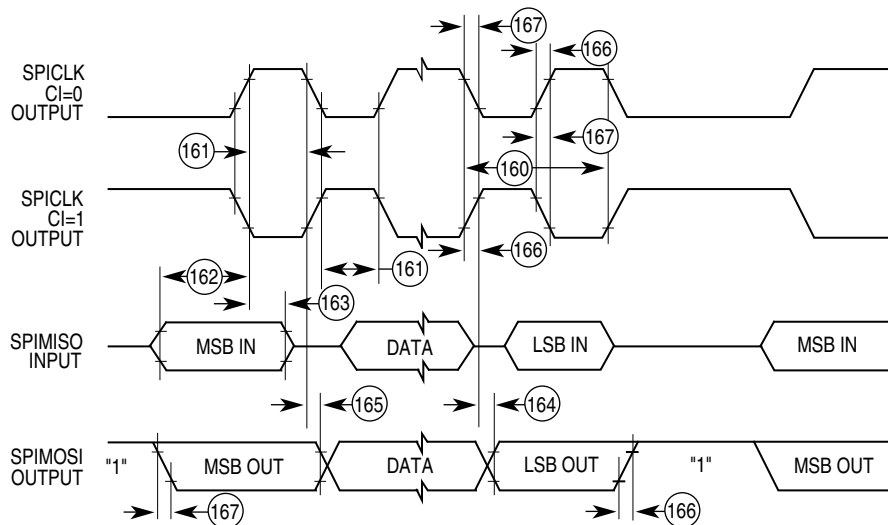 167
166
SPICLK
CI=0
OUTPUT
161
167
160
SPICLK
CI=1
OUTPUT
166
161
162
163
SPIMISO
INPUT
MSB IN
DATA
LSB IN
MSB IN
165
164
SPIMOSI
OUTPUT
"1"
MSB OUT
DATA
LSB OUT
"1"
MSB OUT
167
166